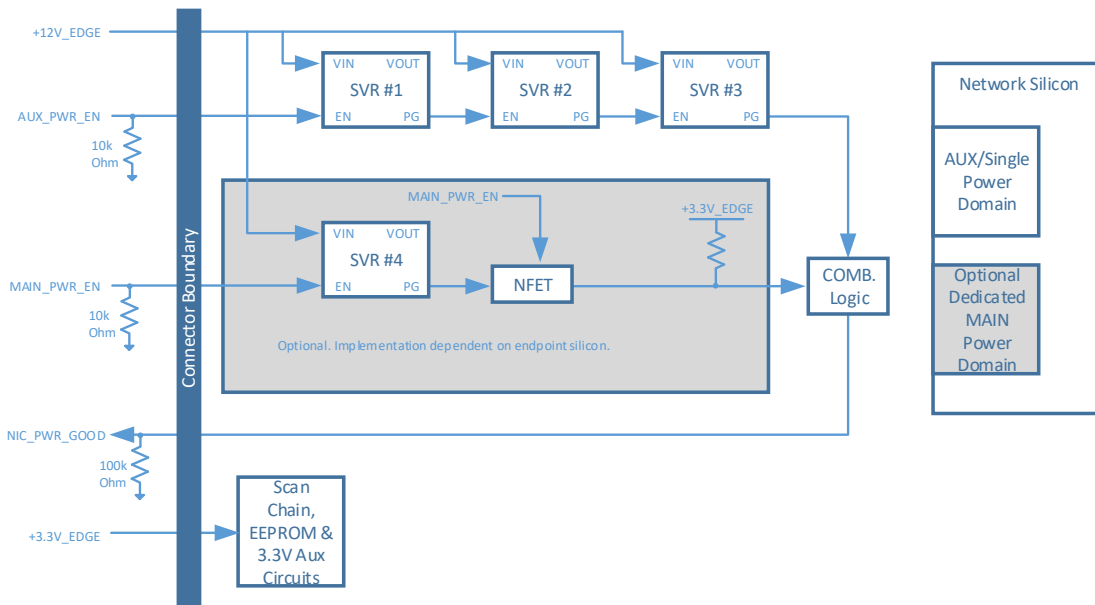 +12V_EDGE
VIN VOUT
SVR #1
EN PG
VIN VOUT
SVR #2
EN PG
VIN VOUT
SVR #3
EN PG
AUX_PWR_EN
10k
Ohm
Connector Boundary
MAIN_PWR_EN
+3.3V_EDGE
VIN VOUT
SVR #4
EN PG
NFET
COMB.
Logic
MAIN_PWR_EN
10k
Ohm
Optional. Implementation dependent on endpoint silicon.
NIC_PWR_GOOD
100k
Ohm
+3.3V_EDGE
Scan
Chain,
EEPROM &
3.3V Aux
Circuits
Network Silicon
AUX/Single
Power
Domain
Optional
Dedicated
MAIN
Power
Domain